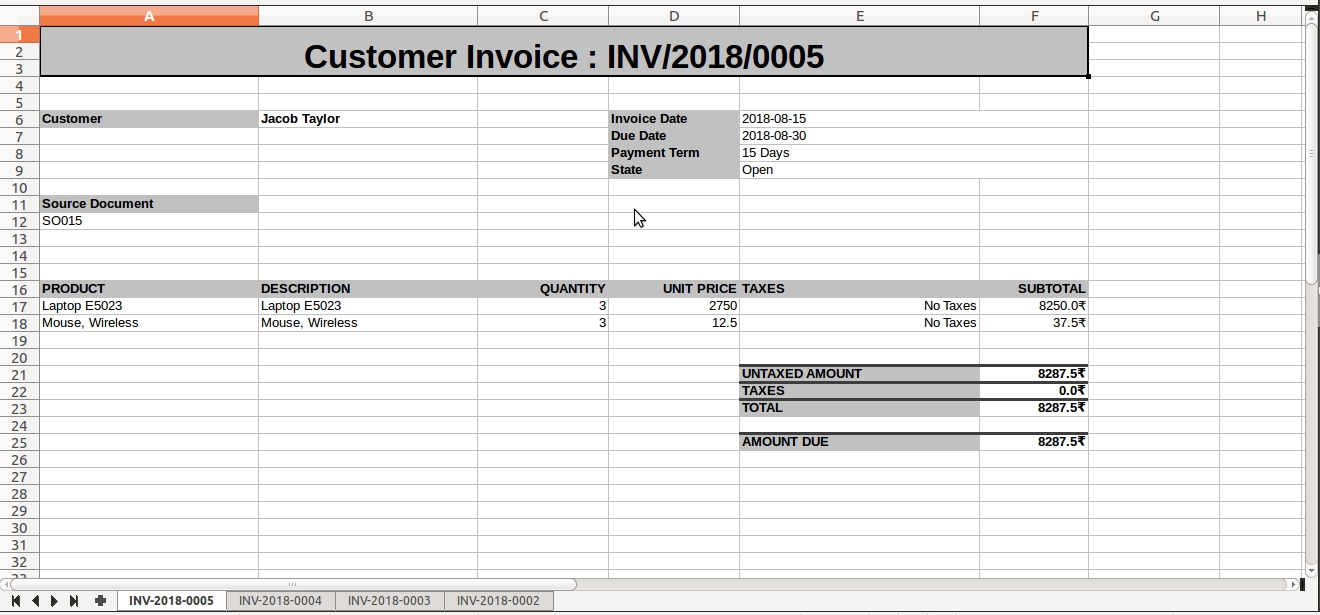 A B C D E F G H
1
2
3
Customer Invoice : INV/2018/0005
4
5
6 Customer Jacob Taylor Invoice Date 2018-08-15
7 Due Date 2018-08-30
8 Payment Term 15 Days
9 State Open
10
11 Source Document
12 SO015
13
14
15
16 PRODUCT DESCRIPTION QUANTITY UNIT PRICE TAXES SUBTOTAL
17 Laptop E5023 Laptop E5023 3 2750 No Taxes 8250.0₹
18 Mouse, Wireless Mouse, Wireless 3 12.5 No Taxes 37.5₹
19
20
21 UNTAXED AMOUNT 8287.5₹
22 TAXES 0.0₹
23 TOTAL 8287.5₹
24
25 AMOUNT DUE 8287.5₹
26
27
28
29
30
31
32
INV-2018-0005 INV-2018-0004 INV-2018-0003 INV-2018-0002